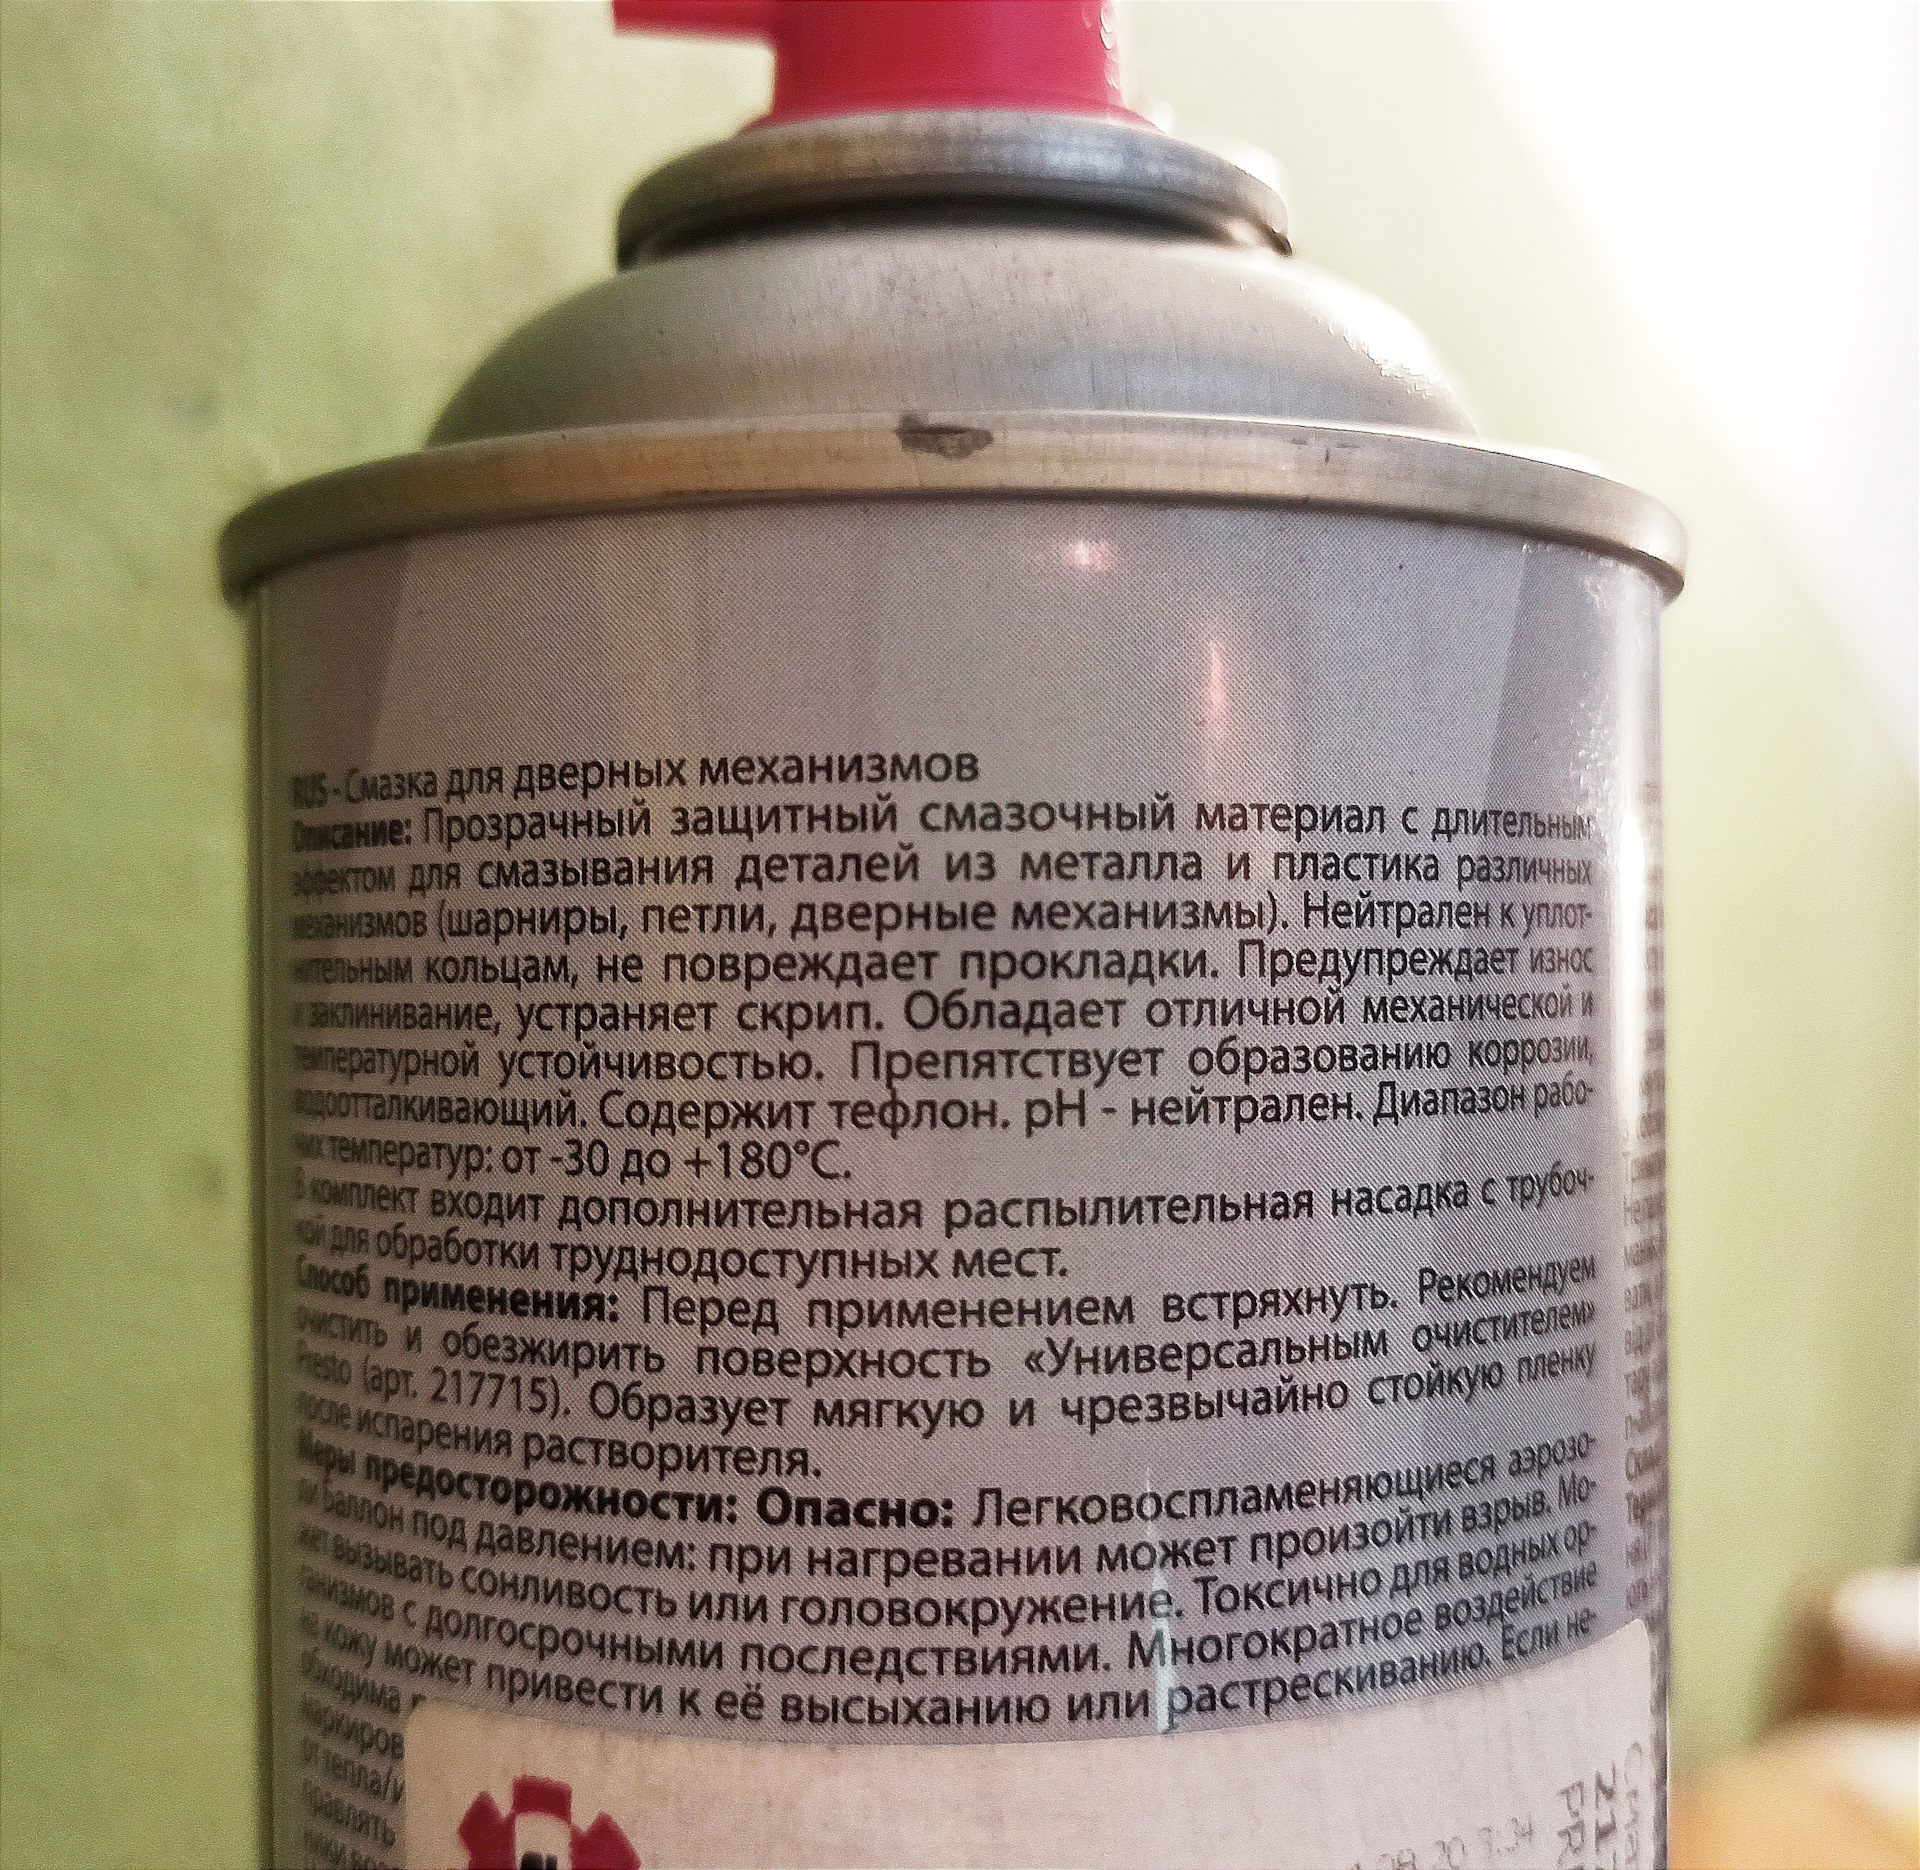 RUS - Смазка для дверных механизмов
Описание: Прозрачный защитный смазочный материал с длительным
эффектом для смазывания деталей из металла и пластика различных
механизмов (шарниры, петли, дверные механизмы). Нейтрален к уплот-
нительным кольцам, не повреждает прокладки. Предупреждает износ
и заклинивание, устраняет скрип. Обладает отличной механической и
температурной устойчивостью. Препятствует образованию коррозии,
водоотталкивающий. Содержит тефлон. pH - нейтрален. Диапазон рабо-
чих температур: от -30 до +180°C.
В комплект входит дополнительная распылительная насадка с трубоч-
кой для обработки труднодоступных мест.
Способ применения: Перед применением встряхнуть. Рекомендуем
очистить и обезжирить поверхность «Универсальным очистителем»
Presto (арт. 217715). Образует мягкую и чрезвычайно стойкую пленку
после испарения растворителя.
Меры предосторожности: Опасно: Легковоспламеняющиеся аэрозо-
ли Баллон под давлением: при нагревании может произойти взрыв. Мо-
жет вызывать сонливость или головокружение. Токсично для водных ор-
ганизмов с долгосрочными последствиями. Многократное воздействие
на кожу может привести к её высыханию или растрескиванию. Если не-
обходима
маркиров
от тепла/и
правлять